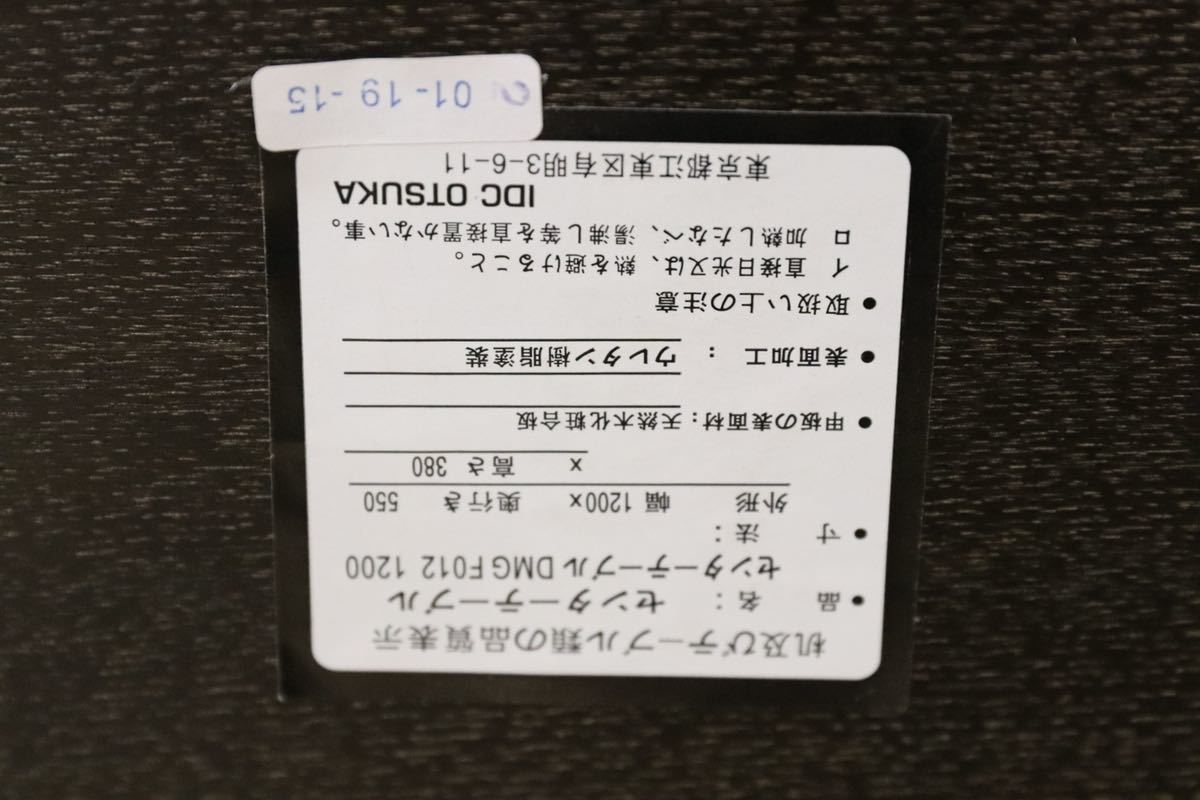 机及びテーブル類の品質表示
● 品 名： センターテーブル
センターテーブル DMG F012 1200
● 寸 法：
外形 幅 1200× 奥行き 550
× 高さ 380
● 甲板の表面材：天然木化粧合板
● 表面加工 ： ウレタン樹脂塗装
● 取扱い上の注意
イ 直接日光又は、熱を避けること。
ロ 加熱したなべ、湯沸し等を直接置かない事。
IDC OTSUKA
東京都江東区有明3-6-11
01-19-15